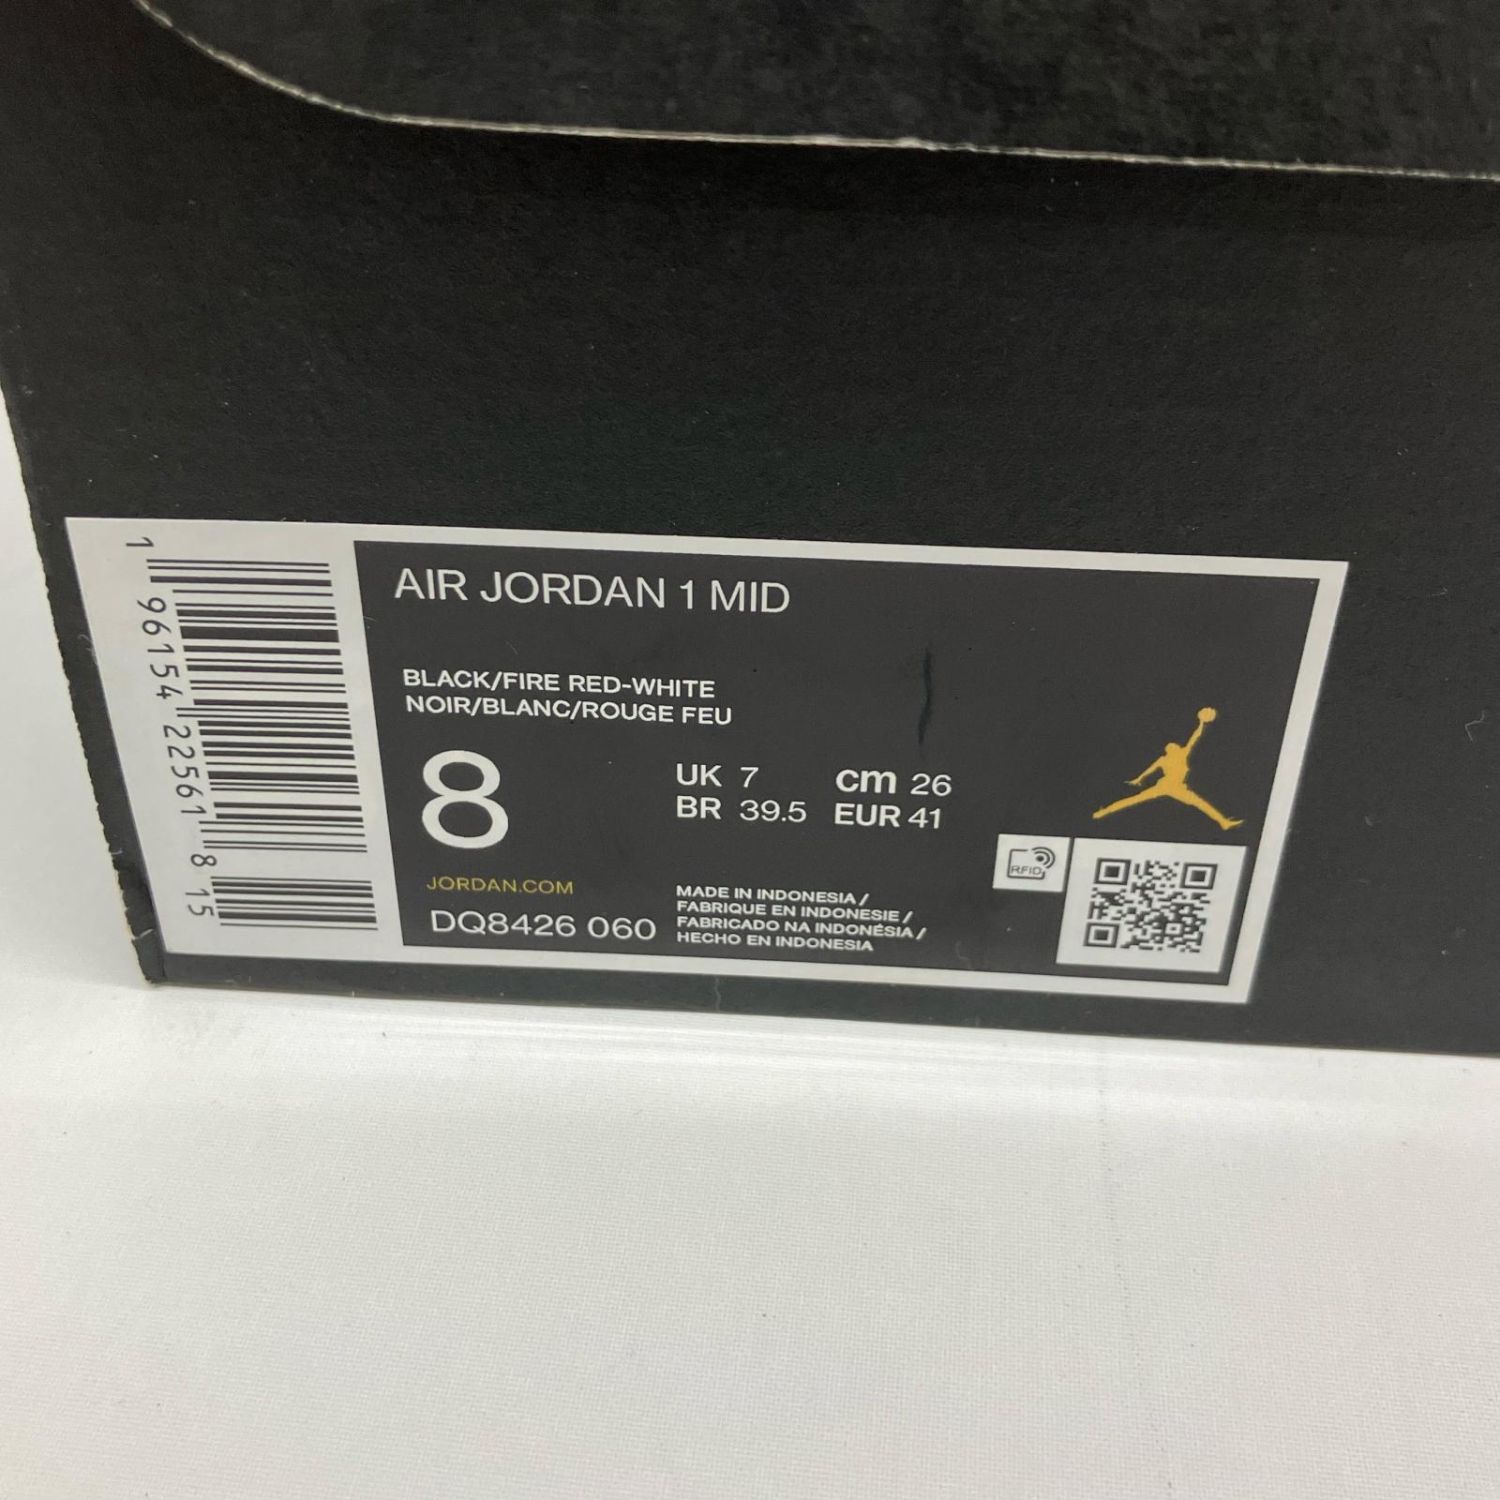 AIR JORDAN 1 MID
BLACK/FIRE RED-WHITE
NOIR/BLANC/ROUGE FEU
8
UK 7 cm 26
BR 39.5 EUR 41
JORDAN.COM
DQ8426 060
MADE IN INDONESIA /
FABRIQUE EN INDONESIE /
FABRICADO NA INDONÉSIA /
HECHO EN INDONESIA
RFID
1 96154 22561 8 15